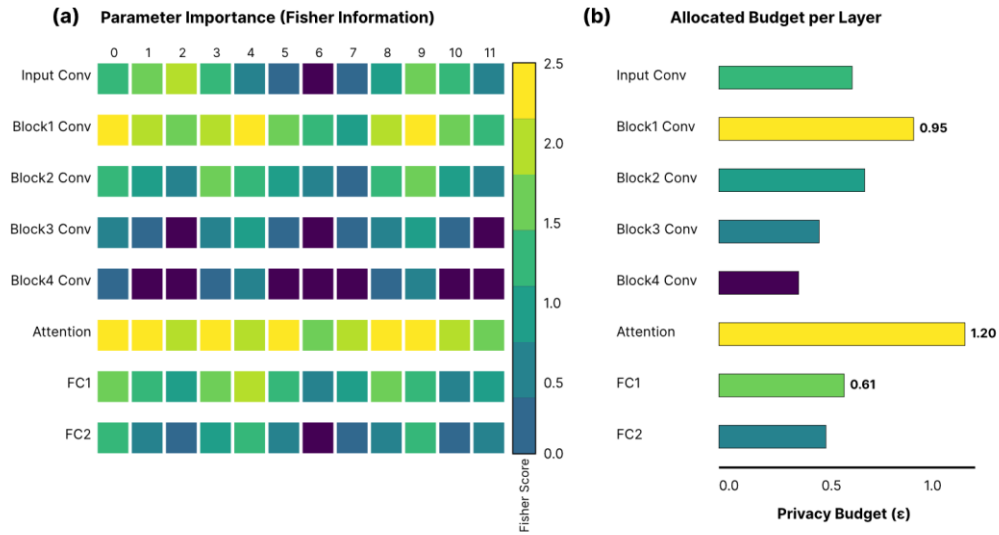 (a) Parameter Importance (Fisher Information)
0 1 2 3 4 5 6 7 8 9 10 11
Input Conv
Block1 Conv
Block2 Conv
Block3 Conv
Block4 Conv
Attention
FC1
FC2
2.5
2.0
1.5
1.0
0.5
0.0
Fisher Score
(b) Allocated Budget per Layer
Input Conv
Block1 Conv 0.95
Block2 Conv
Block3 Conv
Block4 Conv
Attention 1.20
FC1 0.61
FC2
0.0 0.5 1.0
Privacy Budget (ε)